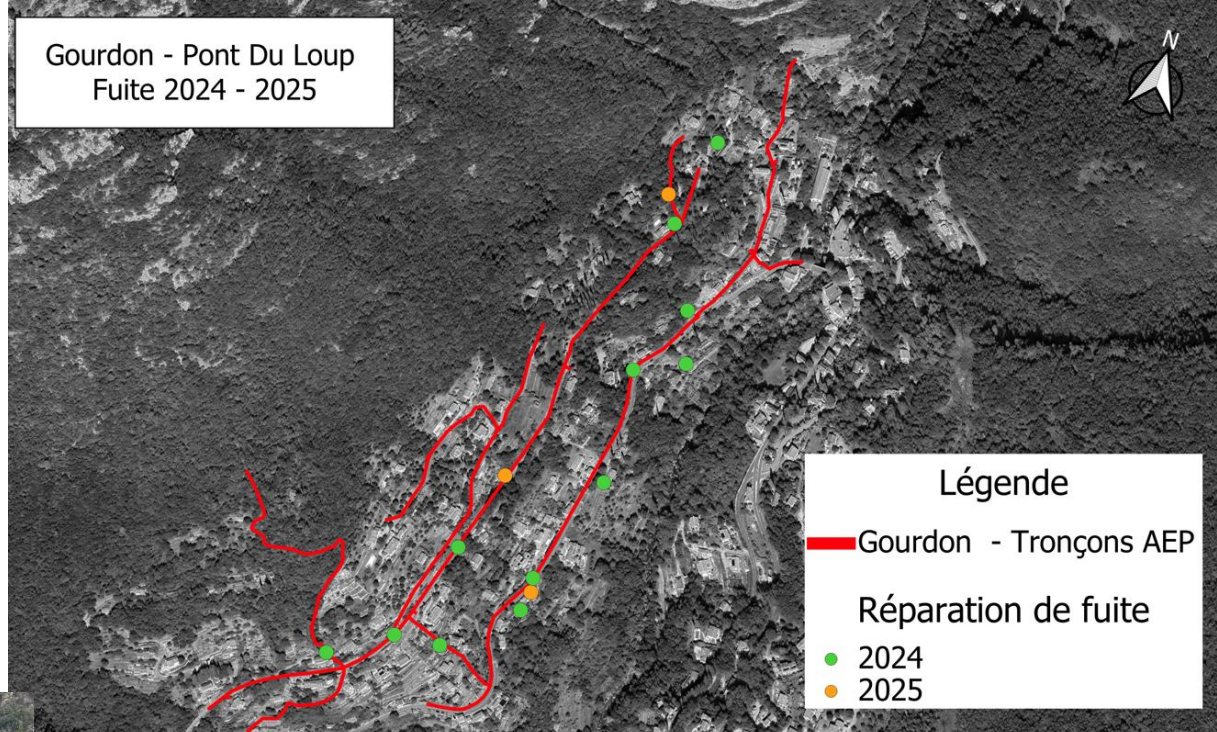 Gourdon - Pont Du Loup
Fuite 2024 - 2025
N
Légende
Gourdon - Tronçons AEP
Réparation de fuite
2024
2025